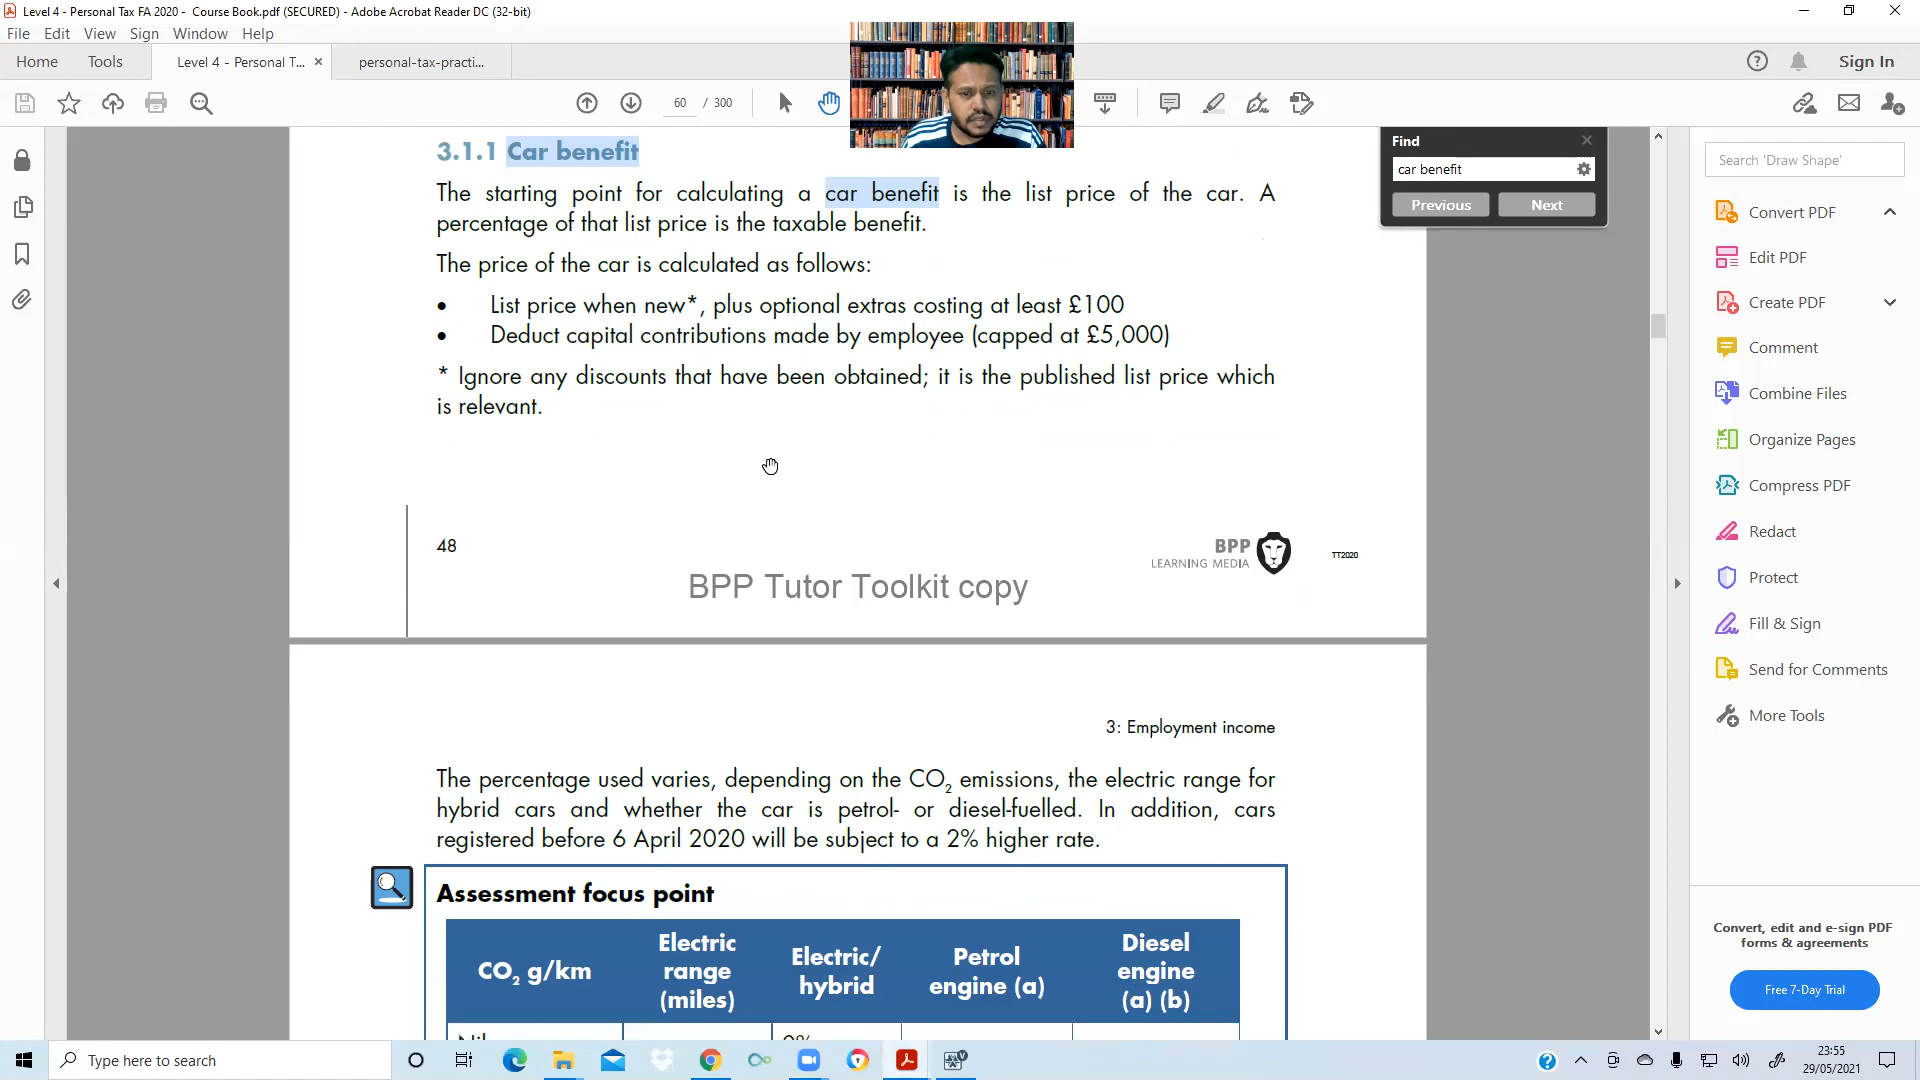 Level 4 - Personal Tax FA 2020 -  Course Book.pdf (SECURED) - Adobe Acrobat Reader DC (32-bit)
File Edit View Sign Window Help
Home Tools Level 4 - Personal T... × personal-tax-practi... Sign In
60 / 300
Find
car benefit
Previous Next
3.1.1 Car benefit
The starting point for calculating a car benefit is the list price of the car. A
percentage of that list price is the taxable benefit.
The price of the car is calculated as follows:
• List price when new*, plus optional extras costing at least £100
• Deduct capital contributions made by employee (capped at £5,000)
* Ignore any discounts that have been obtained; it is the published list price which
is relevant.
48
BPP
LEARNING MEDIA
TT2020
BPP Tutor Toolkit copy
3: Employment income
The percentage used varies, depending on the CO₂ emissions, the electric range for
hybrid cars and whether the car is petrol- or diesel-fuelled. In addition, cars
registered before 6 April 2020 will be subject to a 2% higher rate.
Assessment focus point
CO₂ g/km
Electric
range
(miles)
Electric/
hybrid
Petrol
engine (a)
Diesel
engine
(a) (b)
Search 'Draw Shape'
Convert PDF
Edit PDF
Create PDF
Comment
Combine Files
Organize Pages
Compress PDF
Redact
Protect
Fill & Sign
Send for Comments
More Tools
Convert, edit and e-sign PDF
forms & agreements
Free 7-Day Trial
Type here to search
23:55
29/05/2021